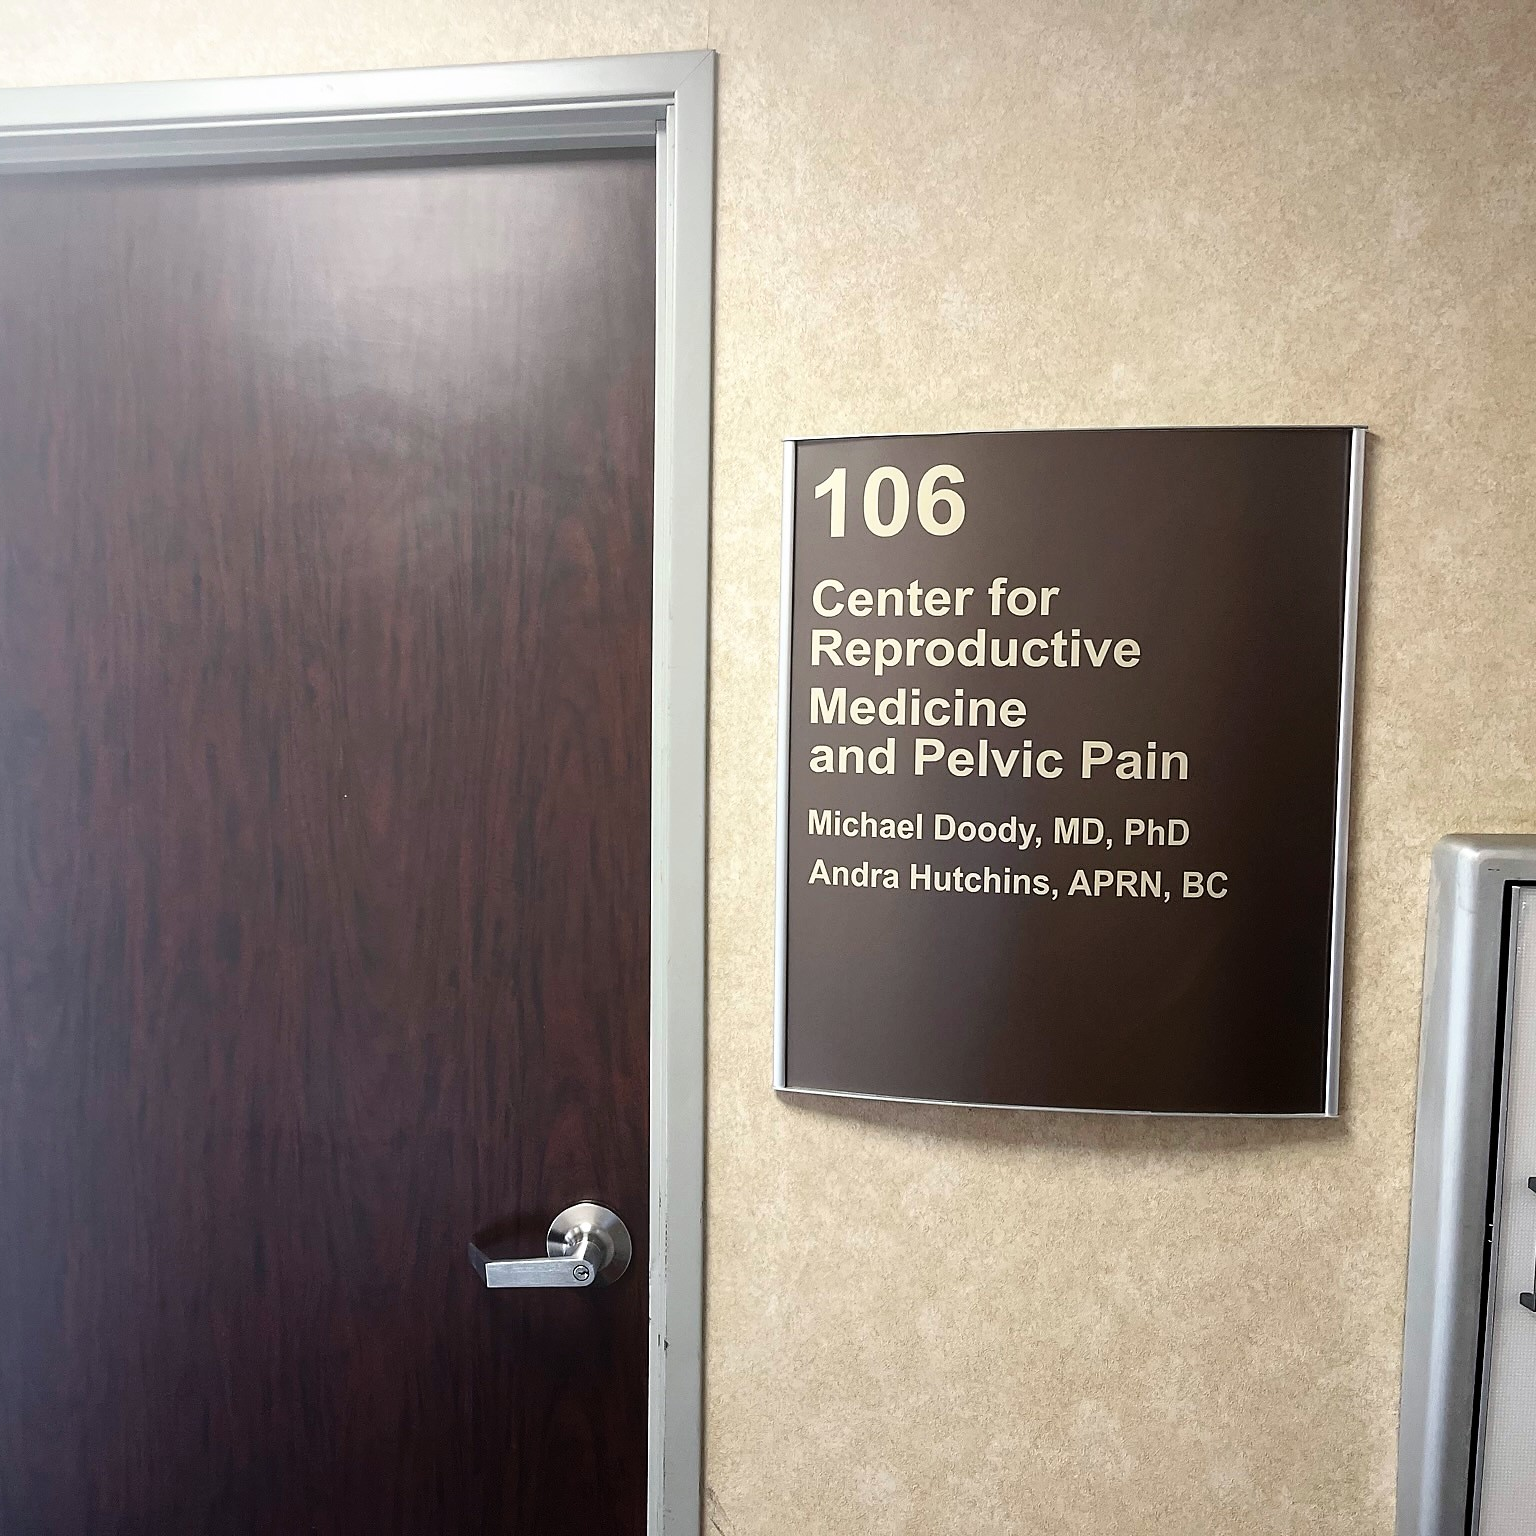 106
Center for
Reproductive
Medicine
and Pelvic Pain
Michael Doody, MD, PhD
Andra Hutchins, APRN, BC